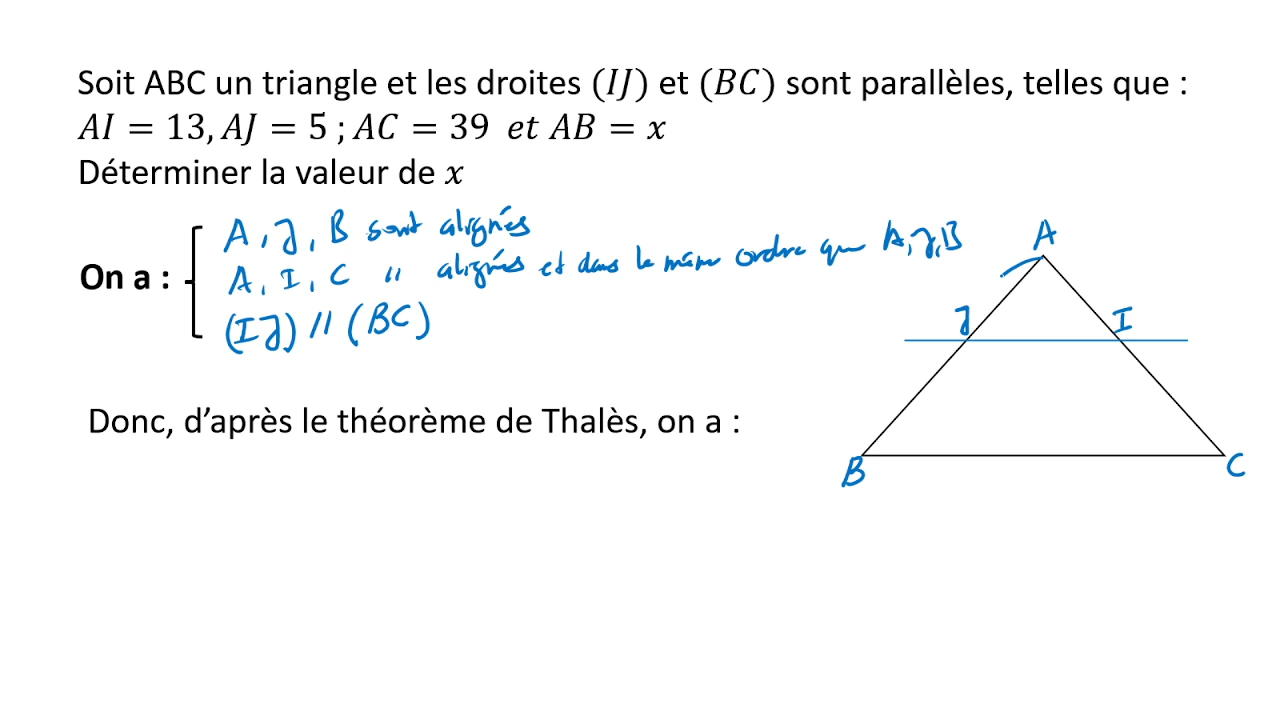 Soit ABC un triangle et les droites (IJ) et (BC) sont parallèles, telles que :
AI = 13, AJ = 5 ; AC = 39 et AB = x
Déterminer la valeur de x
On a :
A, J, B sont alignés
A, I, C " alignés et dans le même ordre que A, J, B
(IJ) // (BC)
Donc, d'après le théorème de Thalès, on a :
A
J
I
B
C